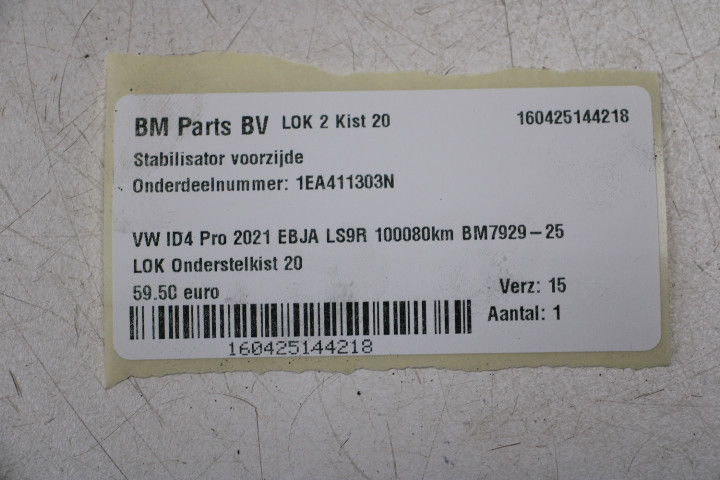 BM Parts BV LOK 2 Kist 20 160425144218
Stabilisator voorzijde
Onderdeelnummer: 1EA411303N
VW ID4 Pro 2021 EBJA LS9R 100080km BM7929-25
LOK Onderstelkist 20
59.50 euro Verz: 15
Aantal: 1
160425144218